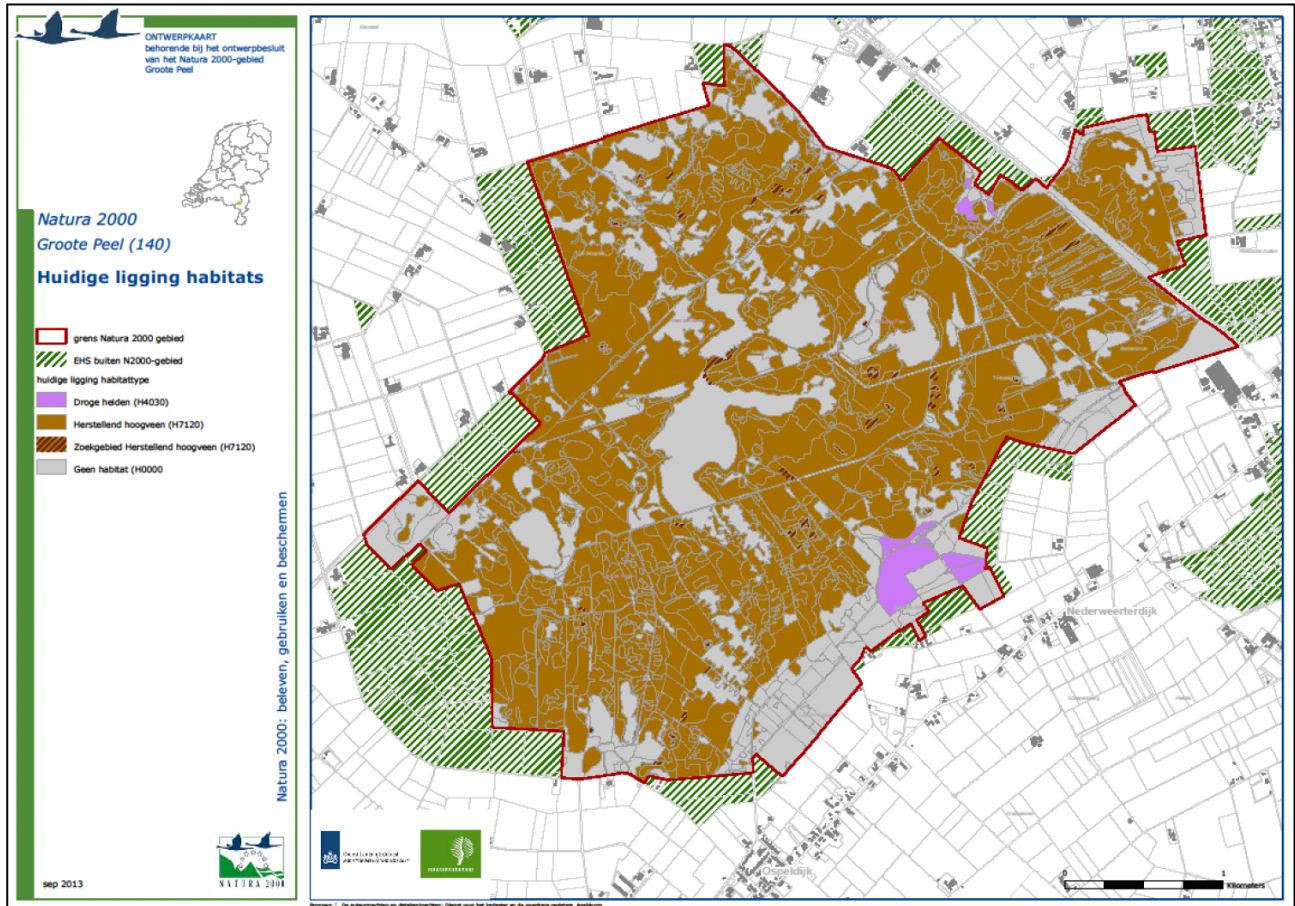 ONTWERPKAART
behorende bij het ontwerpbesluit
van het Natura 2000-gebied
Groote Peel
Natura 2000
Groote Peel (140)
Huidige ligging habitats
grens Natura 2000 gebied
EHS buiten N2000-gebied
huidige ligging habitattype
Droge heiden (H4030)
Herstellend hoogveen (H7120)
Zoekgebied Herstellend hoogveen (H7120)
Geen habitat (H0000
Natura 2000: beleven, gebruiken en beschermen
NATURA 2000
sep 2013
Nederweerterdijk
Ospeldijk
0 1
Kilometers